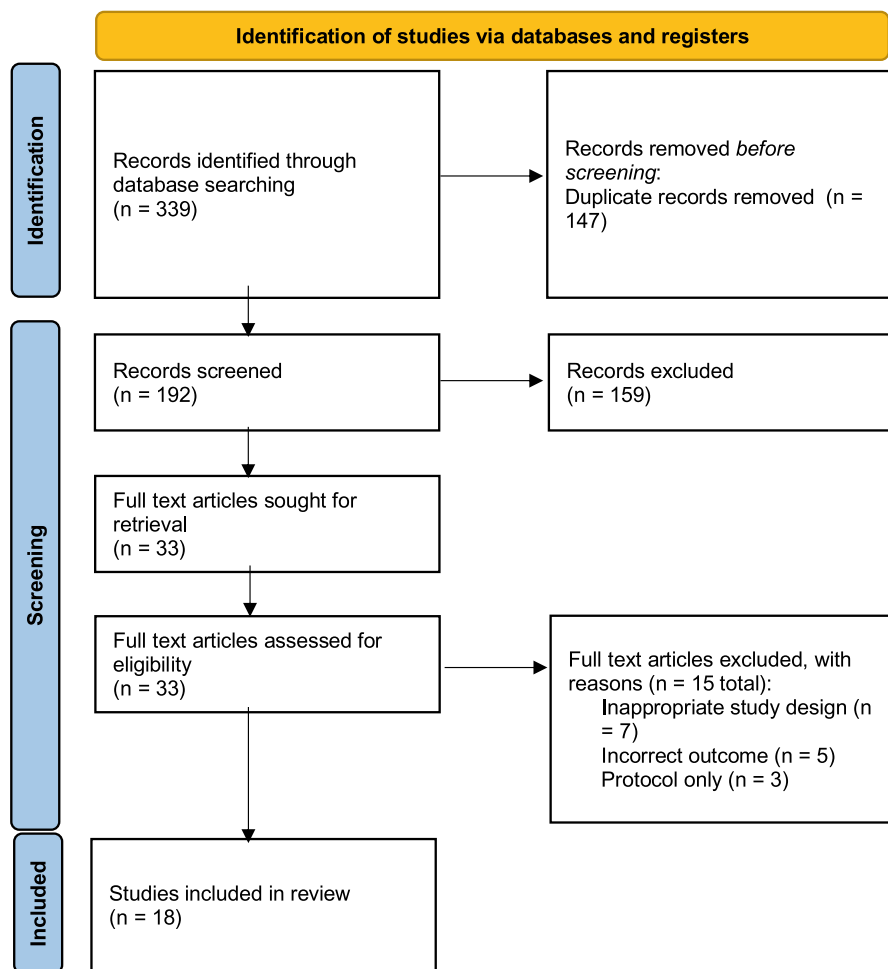 Identification of studies via databases and registers
Identification
Records identified through
database searching
(n = 339)
Records removed before
screening:
Duplicate records removed (n =
147)
Screening
Records screened
(n = 192)
Records excluded
(n = 159)
Full text articles sought for
retrieval
(n = 33)
Full text articles assessed for
eligibility
(n = 33)
Full text articles excluded, with
reasons (n = 15 total):
Inappropriate study design (n
= 7)
Incorrect outcome (n = 5)
Protocol only (n = 3)
Included
Studies included in review
(n = 18)